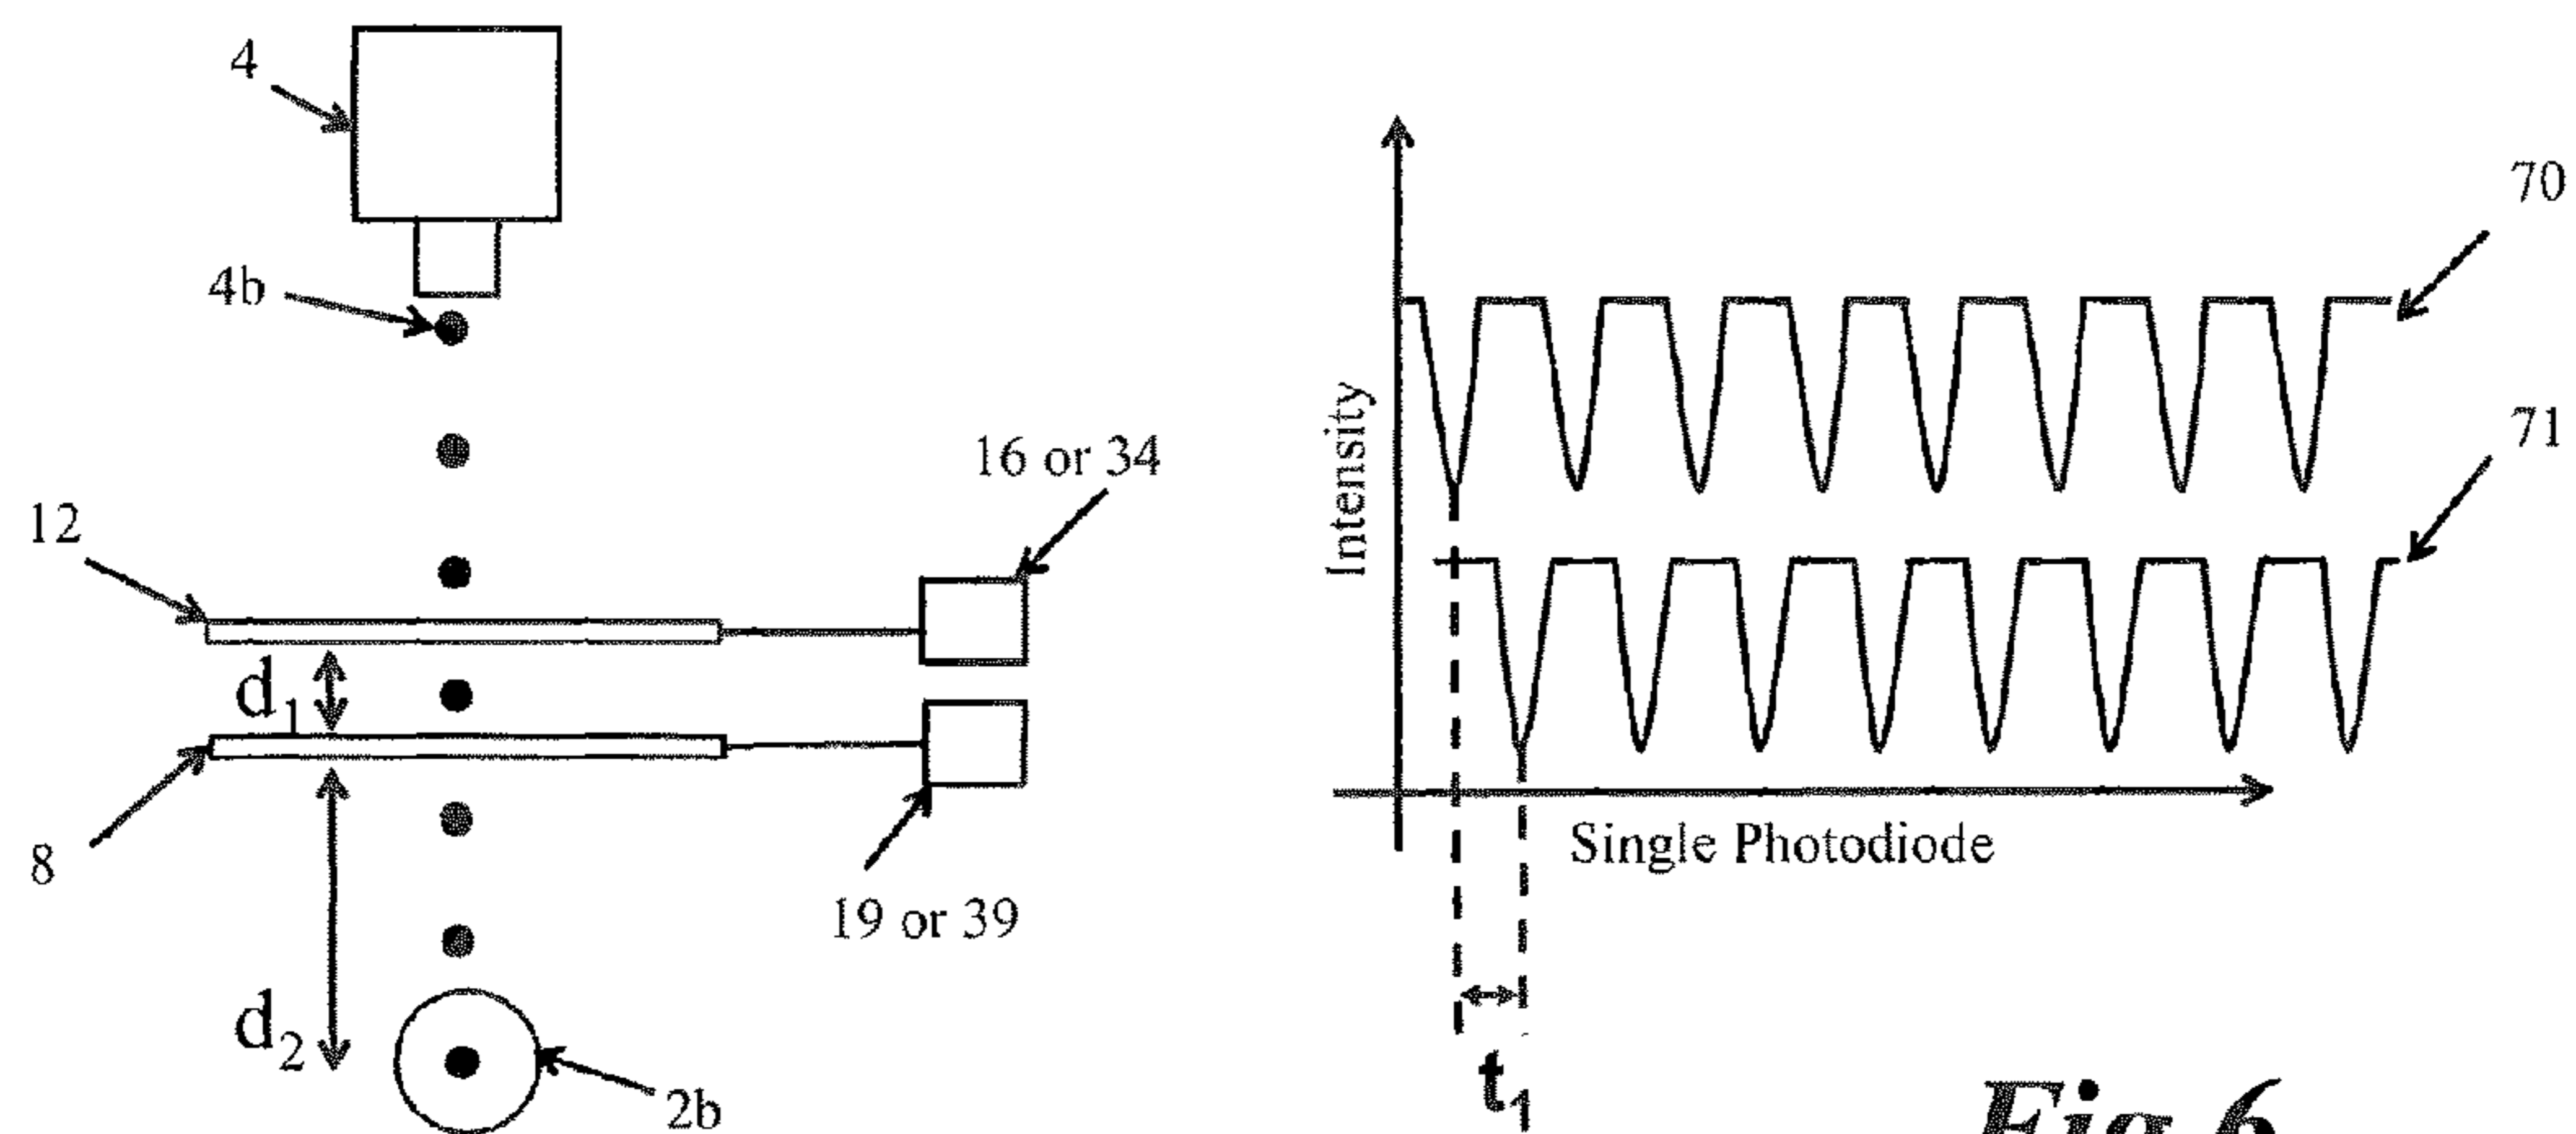 4
4b
12
16 or 34
d1
8
19 or 39
d2
2b
70
71
Intensity
Single Photodiode
t1
Fig 6